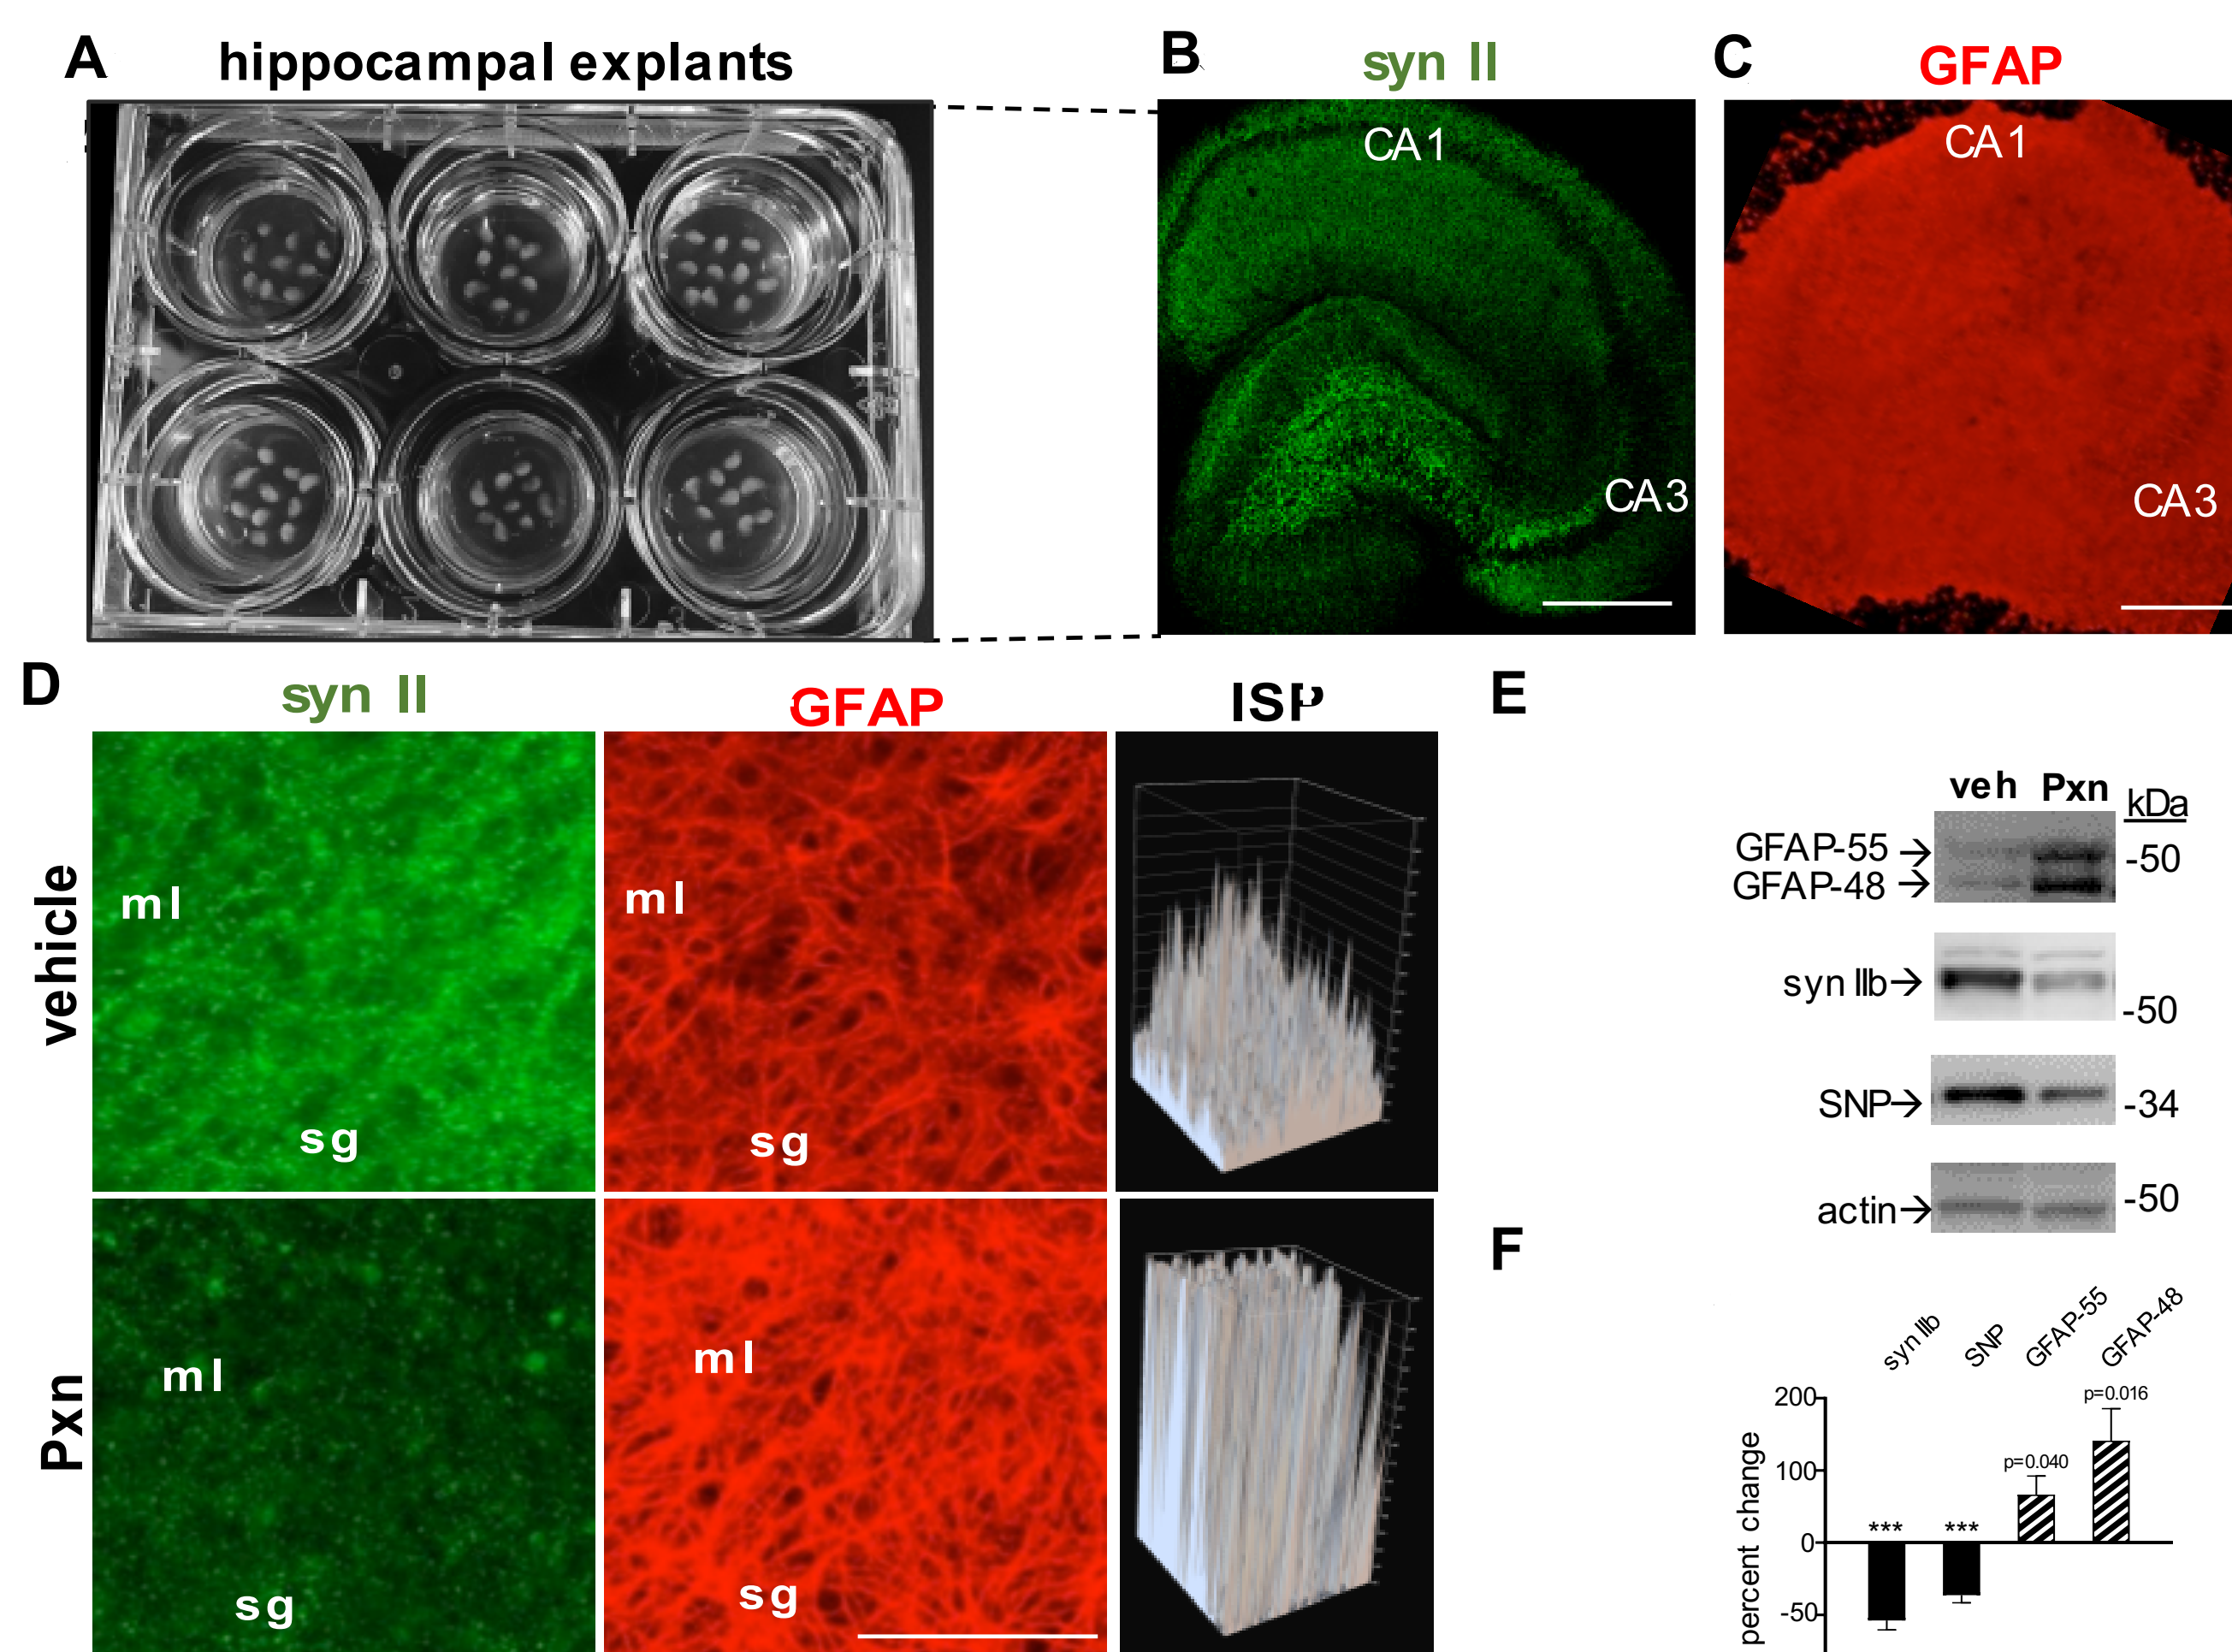 A
hippocampal explants
B
syn II
C
GFAP
CA1
CA3
CA1
CA3
D
syn II
GFAP
ISP
vehicle
ml
sg
ml
sg
Pxn
ml
sg
ml
sg
E
veh Pxn kDa
GFAP-55→ -50
GFAP-48→
syn IIb→ -50
SNP→ -34
actin→ -50
F
syn IIb
SNP
GFAP-55
GFAP-48
percent change
200
100
0
-50
***
***
p=0.040
p=0.016